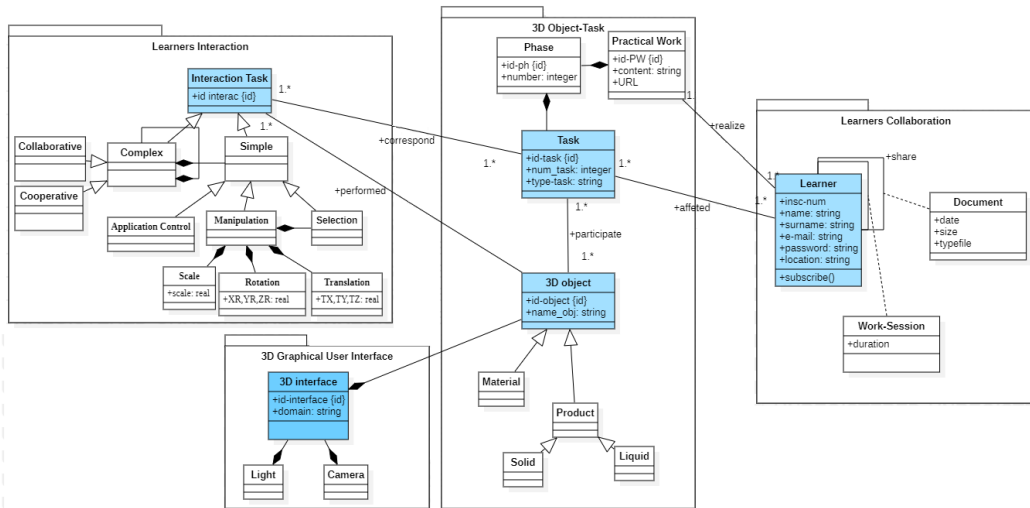 Learners Interaction
Interaction Task
+id interac {id}
1.*
1.*
Collaborative
Complex
Simple
Cooperative
Application Control
Manipulation
Selection
Scale
+scale: real
Rotation
+XR,YR,ZR: real
Translation
+TX,TY,TZ: real
+correspond
+performed
3D Object-Task
Phase
+id-ph {id}
+number: integer
Practical Work
+id-PW {id}
+content: string
+URL
1.
Task
+id-task {id}
+num_task: integer
+type-task: string
1.*
1.*
1.*
+participate
1.*
3D object
+id-object {id}
+name_obj: string
Material
Product
Solid
Liquid
+realize
+affeted
3D Graphical User Interface
3D interface
+id-interface {id}
+domain: string
Light
Camera
Learners Collaboration
1.*
1.*
Learner
+insc-num
+name: string
+surname: string
+e-mail: string
+password: string
+location: string
+subscribe()
+share
Document
+date
+size
+typefile
Work-Session
+duration